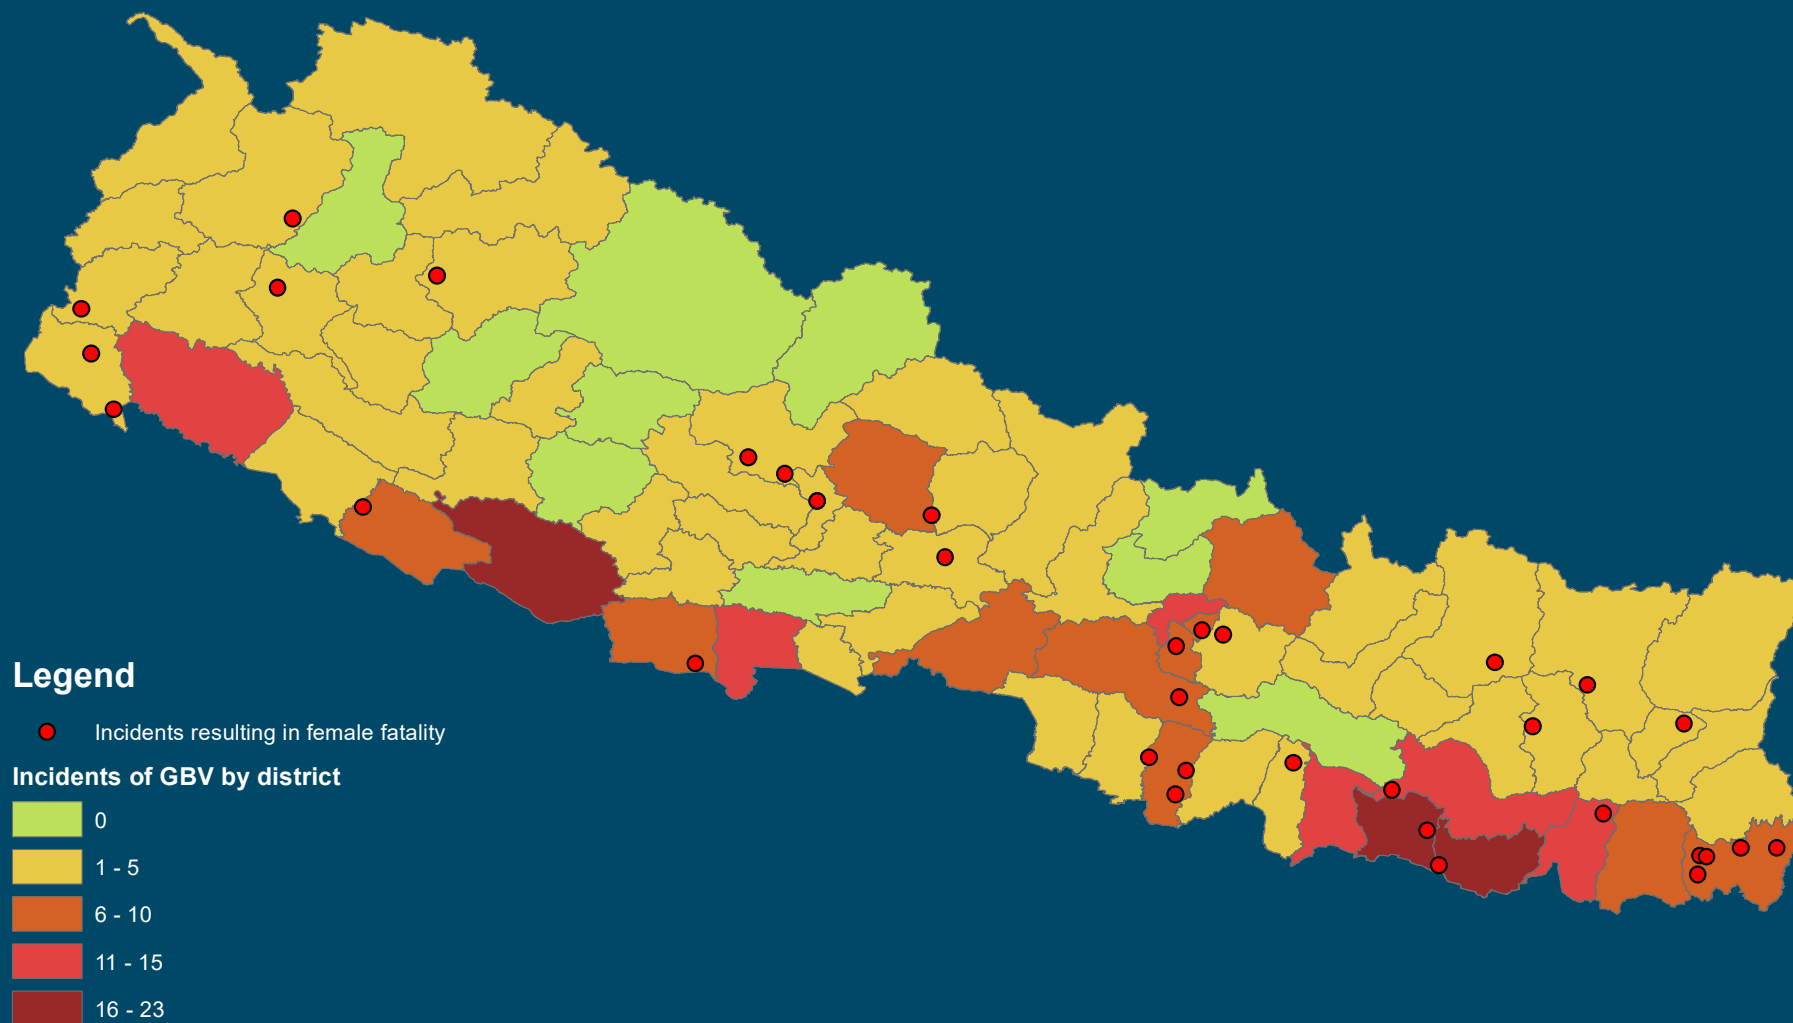 Legend
Incidents resulting in female fatality
Incidents of GBV by district
0
1 - 5
6 - 10
11 - 15
16 - 23